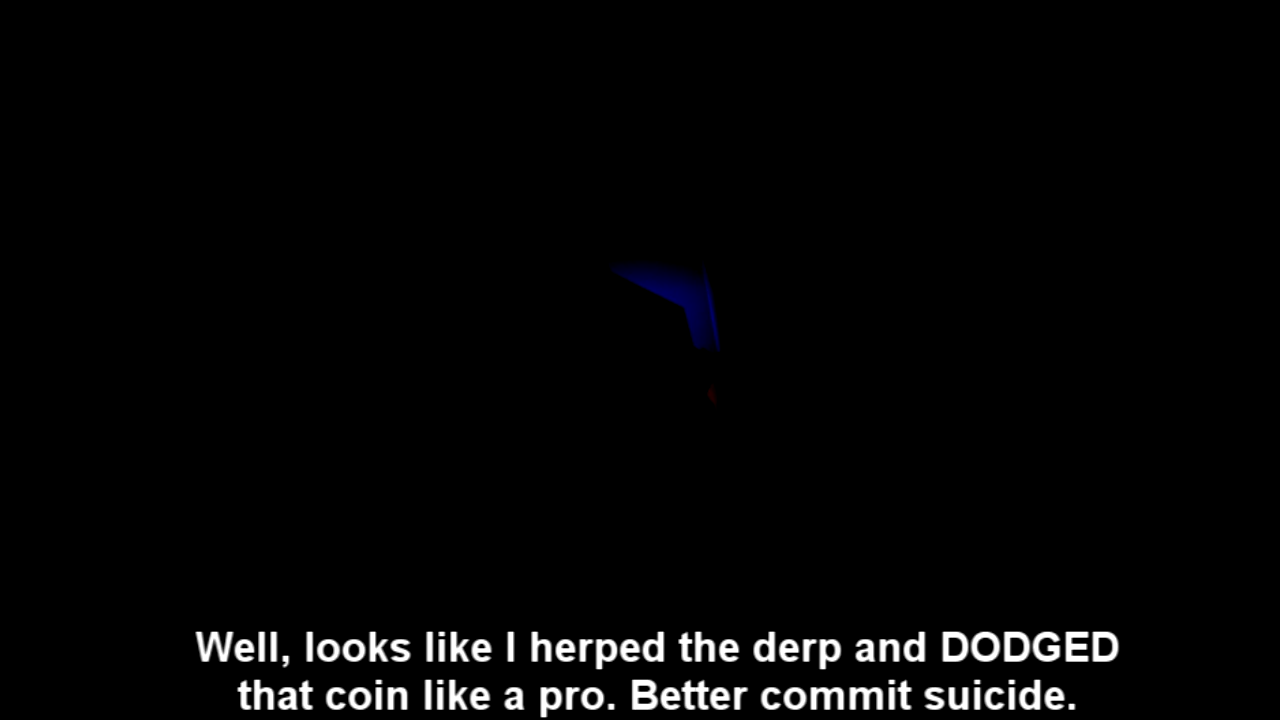 Well, looks like I herped the derp and DODGED
that coin like a pro. Better commit suicide.